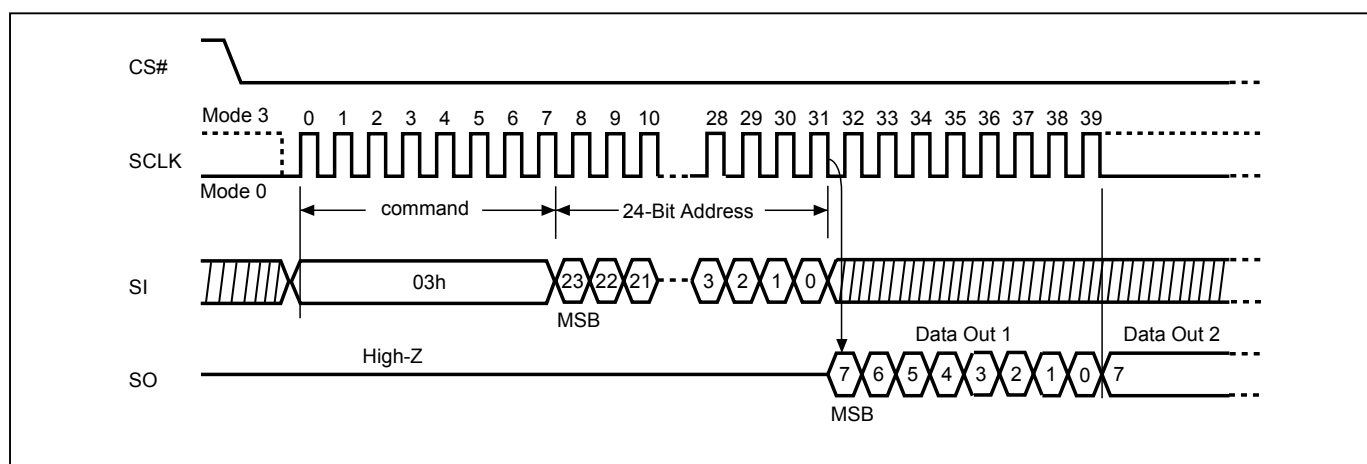 CS#
Mode 3
0 1 2 3 4 5 6 7 8 9 10 28 29 30 31 32 33 34 35 36 37 38 39
SCLK
Mode 0
command
24-Bit Address
SI
03h
23 22 21 3 2 1 0
MSB
Data Out 1
Data Out 2
High-Z
SO
7 6 5 4 3 2 1 0 7
MSB